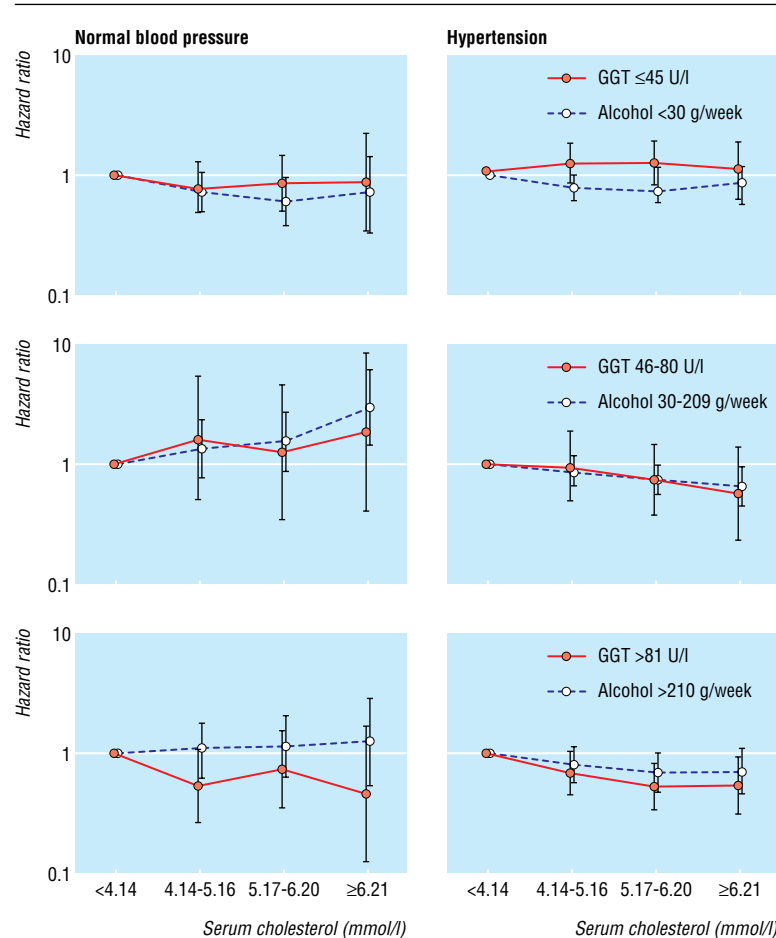 Normal blood pressure
Hypertension
Hazard ratio
10
1
0.1
GGT ≤45 U/l
Alcohol <30 g/week
Hazard ratio
10
1
0.1
GGT 46-80 U/l
Alcohol 30-209 g/week
Hazard ratio
10
1
0.1
GGT >81 U/l
Alcohol >210 g/week
<4.14 4.14-5.16 5.17-6.20 ≥6.21
Serum cholesterol (mmol/l)
<4.14 4.14-5.16 5.17-6.20 ≥6.21
Serum cholesterol (mmol/l)